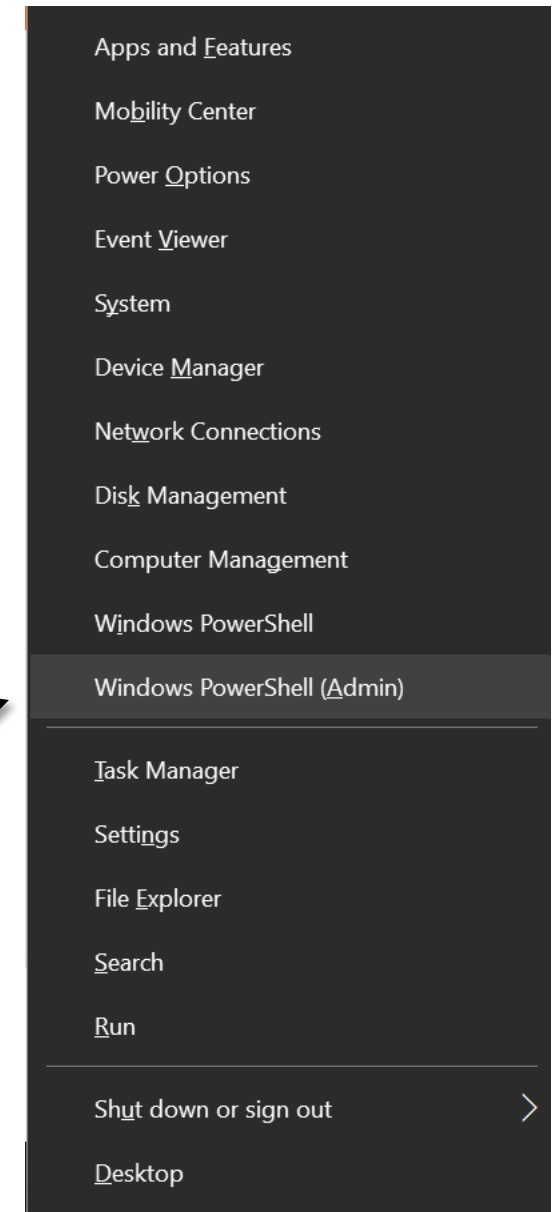 Apps and Features
Mobility Center
Power Options
Event Viewer
System
Device Manager
Network Connections
Disk Management
Computer Management
Windows PowerShell
Windows PowerShell (Admin)
Task Manager
Settings
File Explorer
Search
Run
Shut down or sign out
Desktop